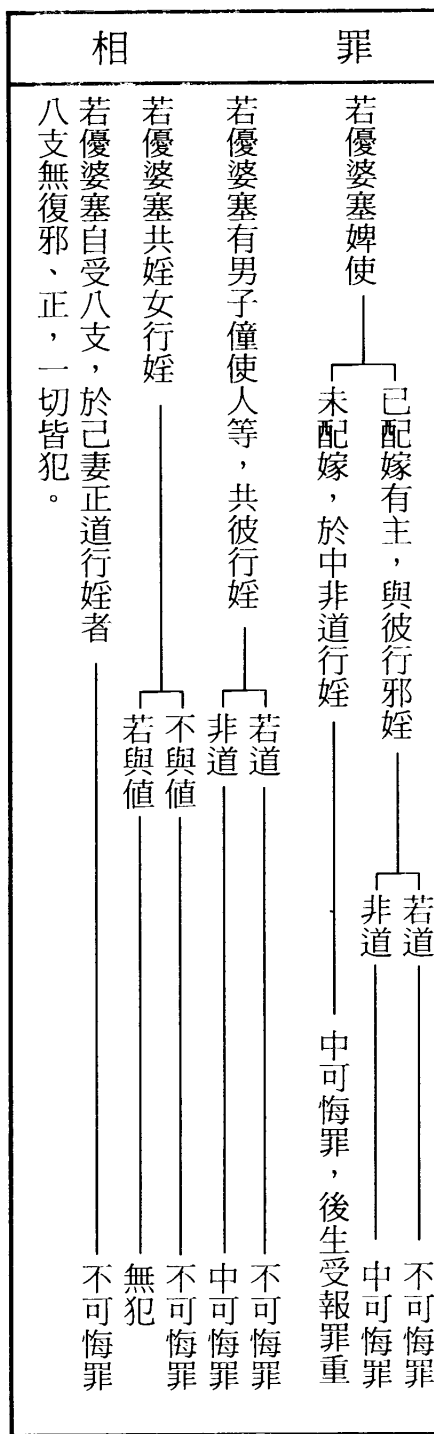 罪相
若優婆塞婢使
已配嫁有主，與彼行邪婬
若道
不可悔罪
非道
中可悔罪
未配嫁，於中非道行婬
中可悔罪，後生受報罪重
若優婆塞有男子僮使人等，共彼行婬
若道
不可悔罪
非道
中可悔罪
若優婆塞共婬女行婬
不與值
不可悔罪
若與值
無犯
若優婆塞自受八支，於己妻正道行婬者
不可悔罪
八支無復邪、正，一切皆犯。